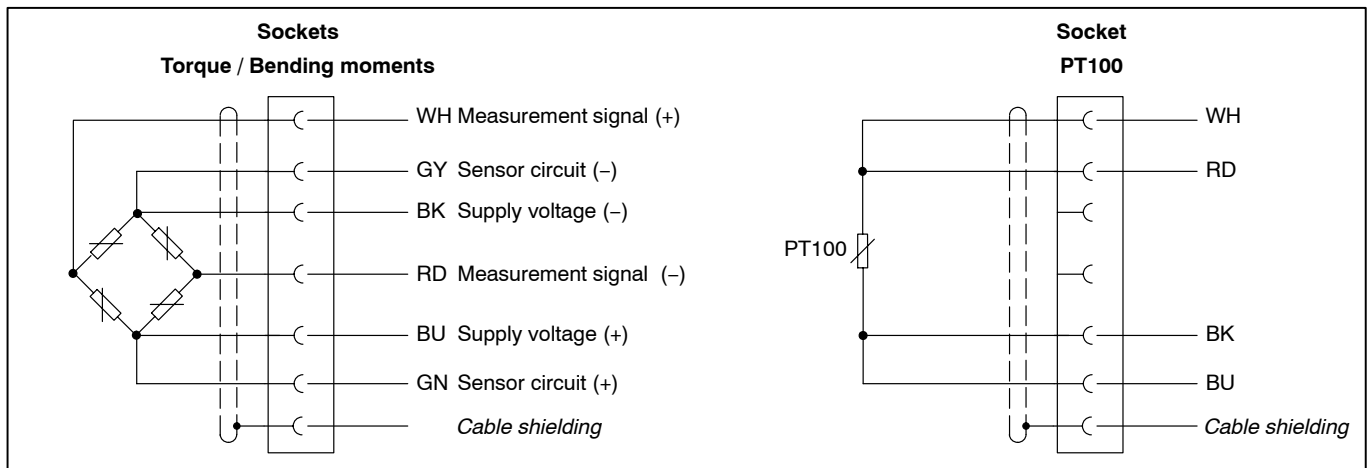 Sockets
Torque / Bending moments
WH Measurement signal (+)
GY Sensor circuit (−)
BK Supply voltage (−)
RD Measurement signal (−)
BU Supply voltage (+)
GN Sensor circuit (+)
Cable shielding
Socket
PT100
WH
RD
PT100
BK
BU
Cable shielding